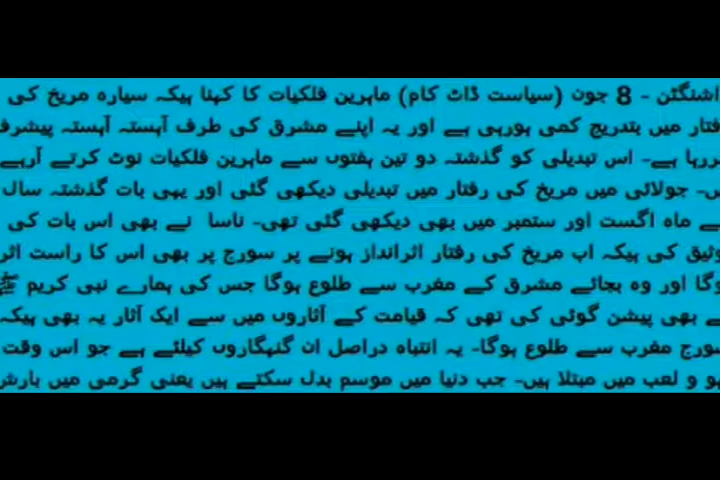 اشنگٹن - 8 جون (سیاست ڈاٹ کام) ماہرین فلکیات کا کہنا ہیکہ سیارہ مریخ کی
فتار میں بتدریج کمی ہورہی ہے اور یہ اپنے مشرق کی طرف آہستہ آہستہ پیشرف
ررہا ہے۔ اس تبدیلی کو گذشتہ دو تین ہفتوں سے ماہرین فلکیات نوٹ کرتے آرہے
ں۔ جولائی میں مریخ کی رفتار میں تبدیلی دیکھی گئی اور یہی بات گذشتہ سال
ے ماہ اگست اور ستمبر میں بھی دیکھی گئی تھی۔ ناسا نے بھی اس بات کی
وثیق کی ہیکہ اب مریخ کی رفتار اثرانداز ہونے پر سورج پر بھی اس کا راست اثر
وگا اور وہ بجائے مشرق کے مغرب سے طلوع ہوگا جس کی ہمارے نبی کریم ﷺ
ے بھی پیشن گوئی کی تھی کہ قیامت کے آثاروں میں سے ایک آثار یہ بھی ہیکہ
سورج مغرب سے طلوع ہوگا۔ یہ انتباہ دراصل ان گنہگاروں کیلئے ہے جو اس وقت
ہو و لعب میں مبتلا ہیں۔ جب دنیا میں موسم بدل سکتے ہیں یعنی گرمی میں بارش